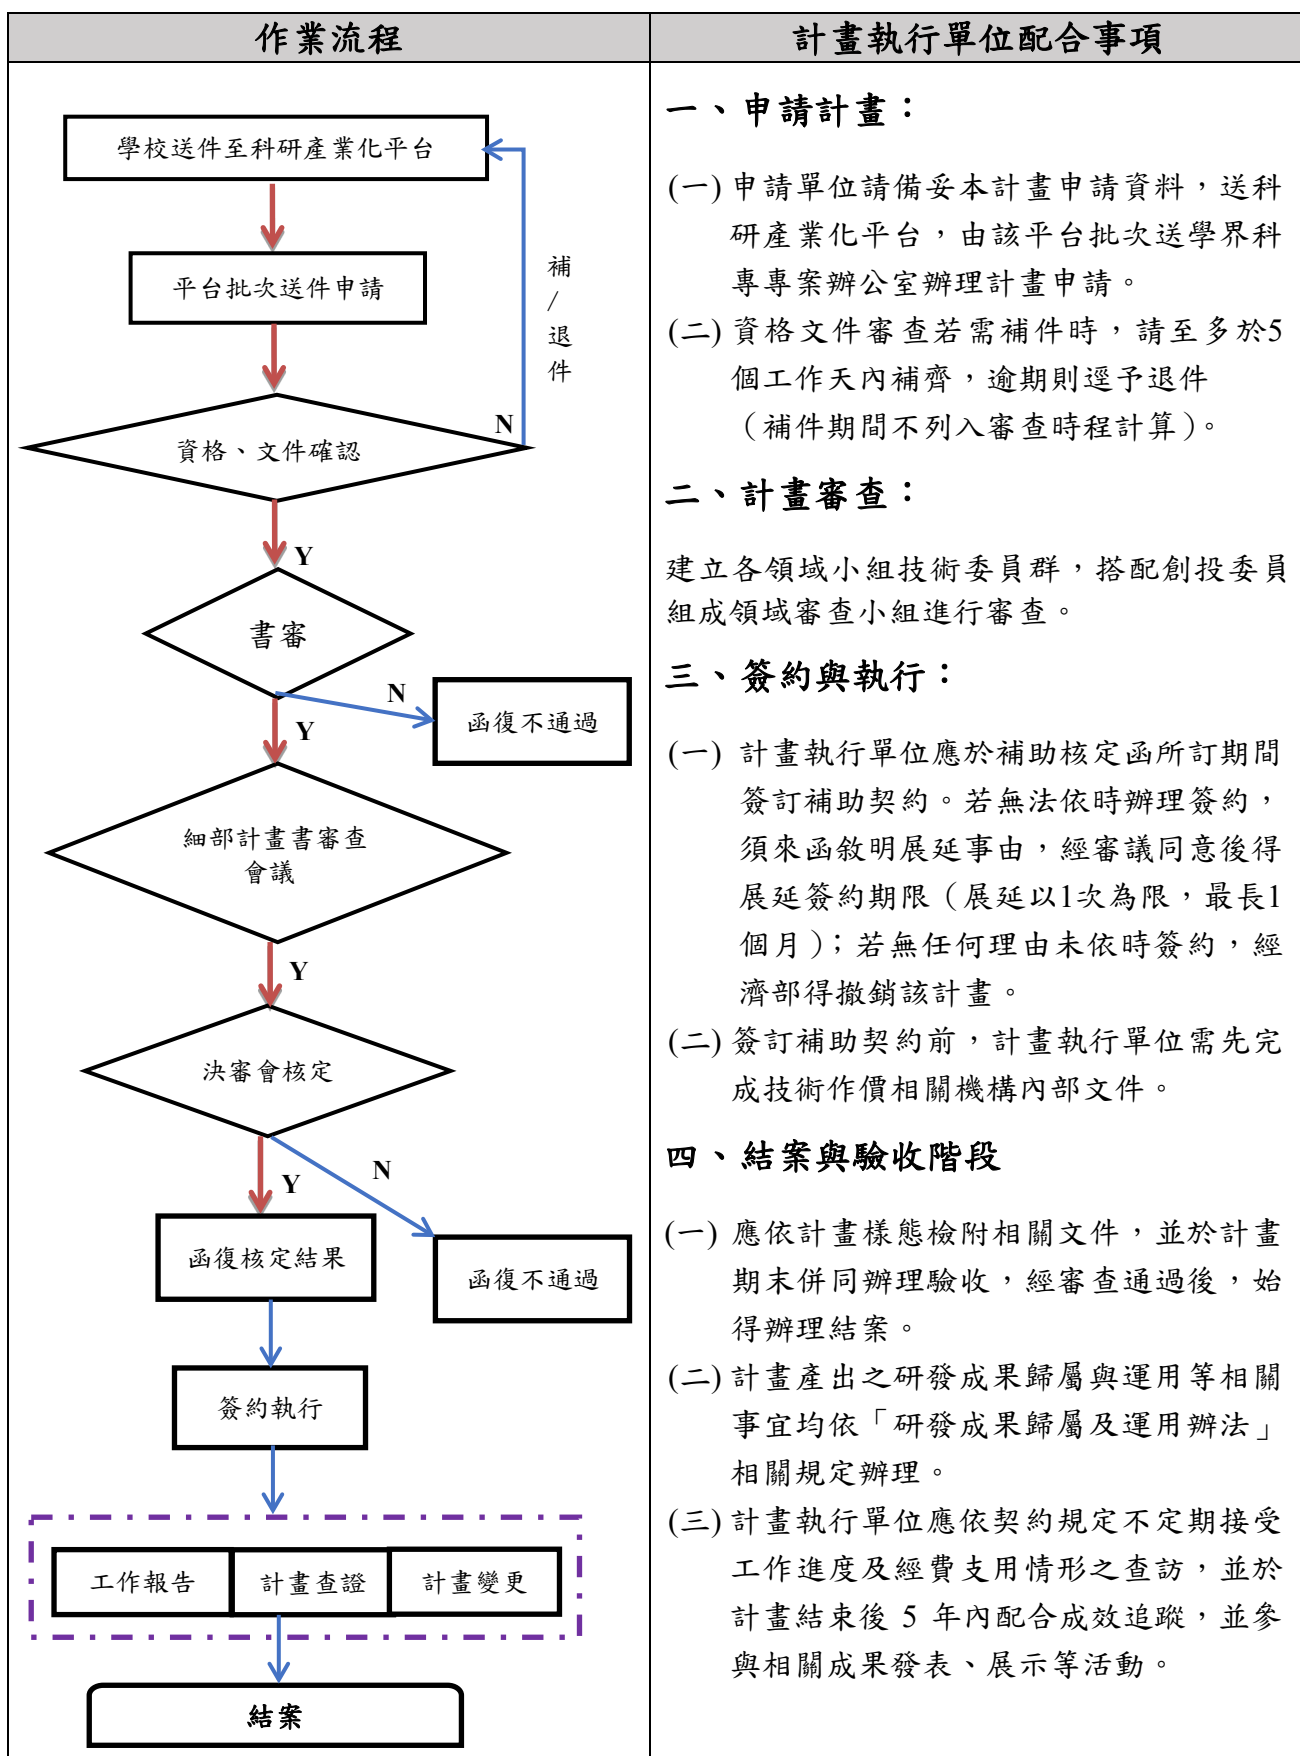 作業流程
計畫執行單位配合事項
學校送件至科研產業化平台
平台批次送件申請
補
/
退
件
資格、文件確認
N
Y
書審
N
函復不通過
Y
細部計畫書審查
會議
Y
決審會核定
N
Y
函復核定結果
函復不通過
簽約執行
工作報告
計畫查證
計畫變更
結案
一、申請計畫：
(一) 申請單位請備妥本計畫申請資料，送科
研產業化平台，由該平台批次送學界科
專專案辦公室辦理計畫申請。
(二) 資格文件審查若需補件時，請至多於5
個工作天內補齊，逾期則逕予退件
（補件期間不列入審查時程計算）。
二、計畫審查：
建立各領域小組技術委員群，搭配創投委員
組成領域審查小組進行審查。
三、簽約與執行：
(一) 計畫執行單位應於補助核定函所訂期間
簽訂補助契約。若無法依時辦理簽約，
須來函敘明展延事由，經審議同意後得
展延簽約期限（展延以1次為限，最長1
個月）；若無任何理由未依時簽約，經
濟部得撤銷該計畫。
(二) 簽訂補助契約前，計畫執行單位需先完
成技術作價相關機構內部文件。
四、結案與驗收階段
(一) 應依計畫樣態檢附相關文件，並於計畫
期末併同辦理驗收，經審查通過後，始
得辦理結案。
(二) 計畫產出之研發成果歸屬與運用等相關
事宜均依「研發成果歸屬及運用辦法」
相關規定辦理。
(三) 計畫執行單位應依契約規定不定期接受
工作進度及經費支用情形之查訪，並於
計畫結束後 5 年內配合成效追蹤，並參
與相關成果發表、展示等活動。